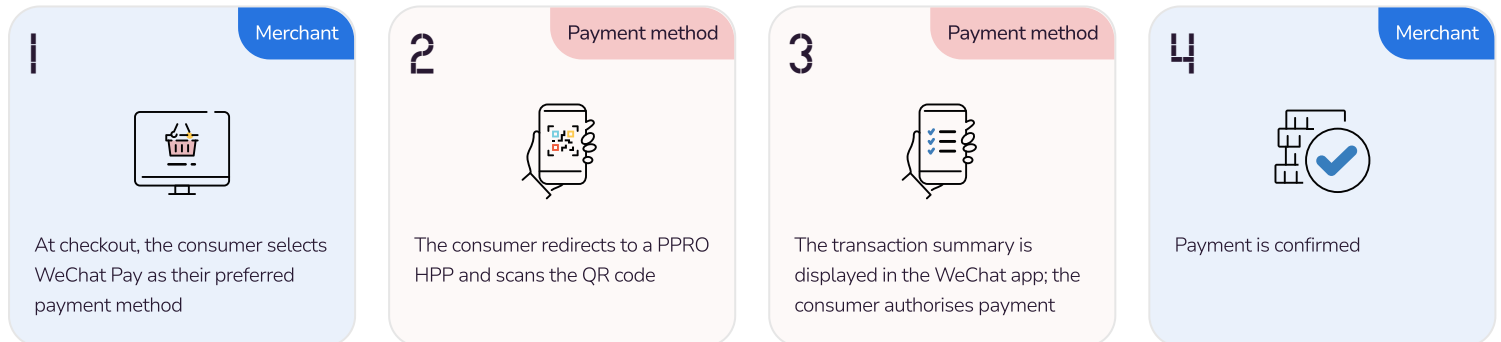 1
Merchant
At checkout, the consumer selects
WeChat Pay as their preferred
payment method
2
Payment method
The consumer redirects to a PPRO
HPP and scans the QR code
3
Payment method
The transaction summary is
displayed in the WeChat app; the
consumer authorises payment
4
Merchant
Payment is confirmed